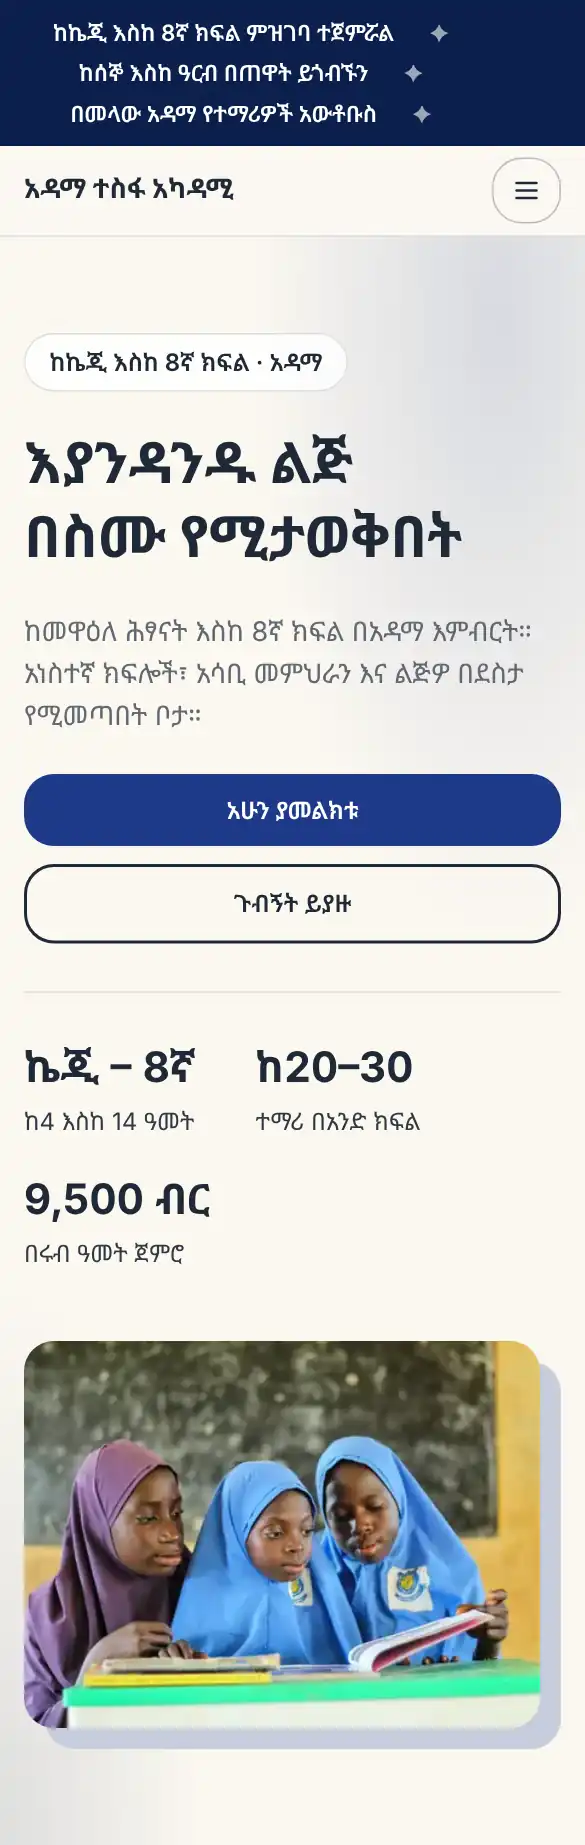 ከኬጂ እስከ 8ኛ ክፍል ምዝገባ ተጀምሯል
ከሰኞ እስከ ዓርብ በጠዋት ይጎብኙን
በመላው አዳማ የተማሪዎች አውቶቡስ
አዳማ ተስፋ አካዳሚ
ከኬጂ እስከ 8ኛ ክፍል · አዳማ
እያንዳንዱ ልጅ
በስሙ የሚታወቅበት
ከመዋዕለ ሕፃናት እስከ 8ኛ ክፍል በአዳማ እምብርት።
አነስተኛ ክፍሎች፣ አሳቢ መምህራን እና ልጅዎ በደስታ
የሚመጣበት ቦታ።
አሁን ያመልክቱ
ጉብኝት ይያዙ
ኬጂ – 8ኛ
ከ4 እስከ 14 ዓመት
ከ20–30
ተማሪ በአንድ ክፍል
9,500 ብር
በሩብ ዓመት ጀምሮ